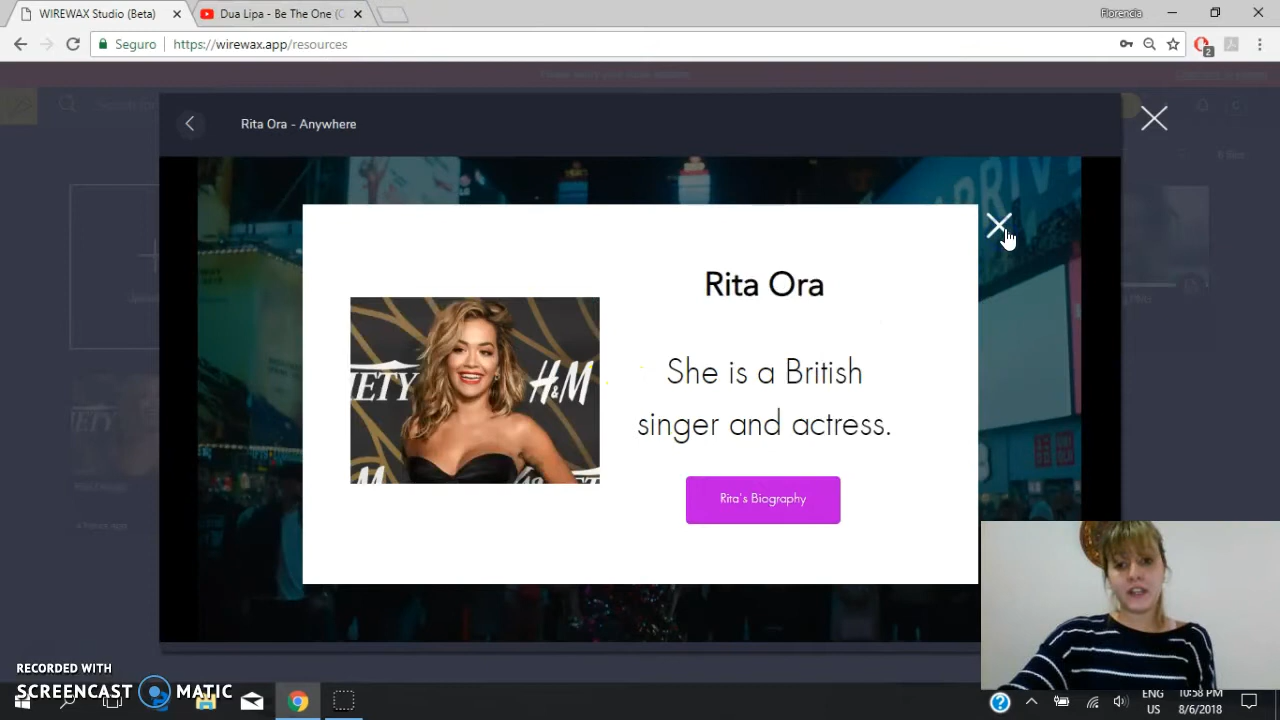 WIREWAX Studio (Beta)
Dua Lipa - Be The One (
Florencia
Seguro
https://wirewax.app/resources
2
Rita Ora - Anywhere
Rita Ora
She is a British
singer and actress.
Rita's Biography
IETY
H&M
RECORDED WITH
SCREENCAST MATIC
ENG
US
10:58 PM
8/6/2018